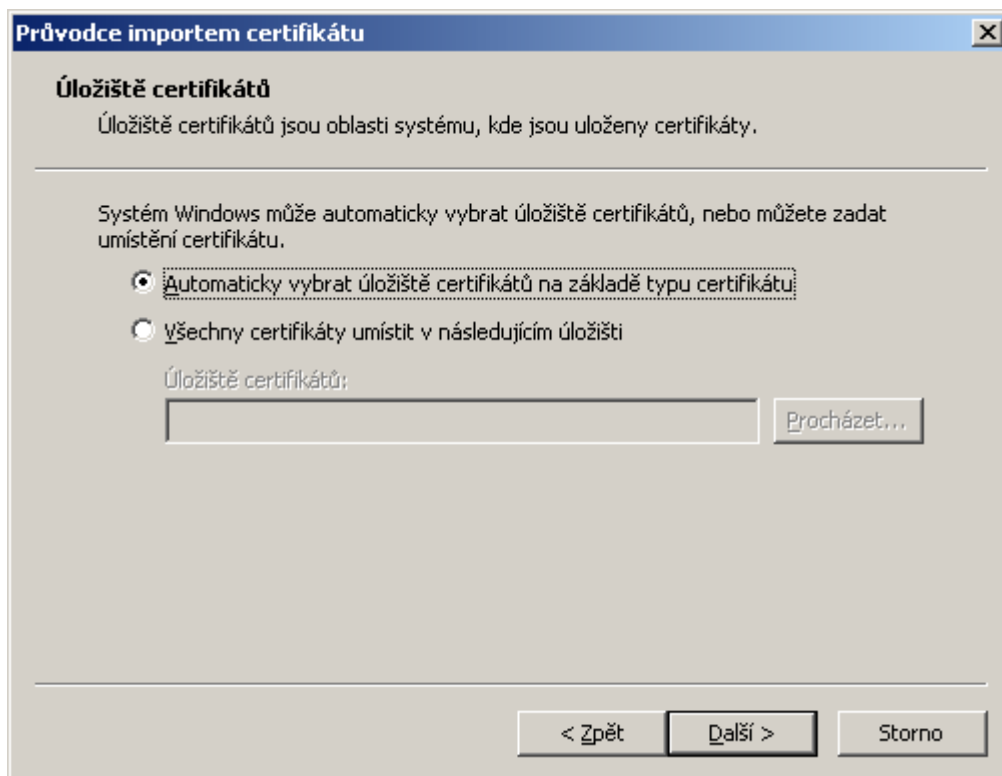 Průvodce importem certifikátu
Úložiště certifikátů
Úložiště certifikátů jsou oblasti systému, kde jsou uloženy certifikáty.
Systém Windows může automaticky vybrat úložiště certifikátů, nebo můžete zadat
umístění certifikátu.
Automaticky vybrat úložiště certifikátů na základě typu certifikátu
Všechny certifikáty umístit v následujícím úložišti
Úložiště certifikátů:
Procházet...
< Zpět
Další >
Storno